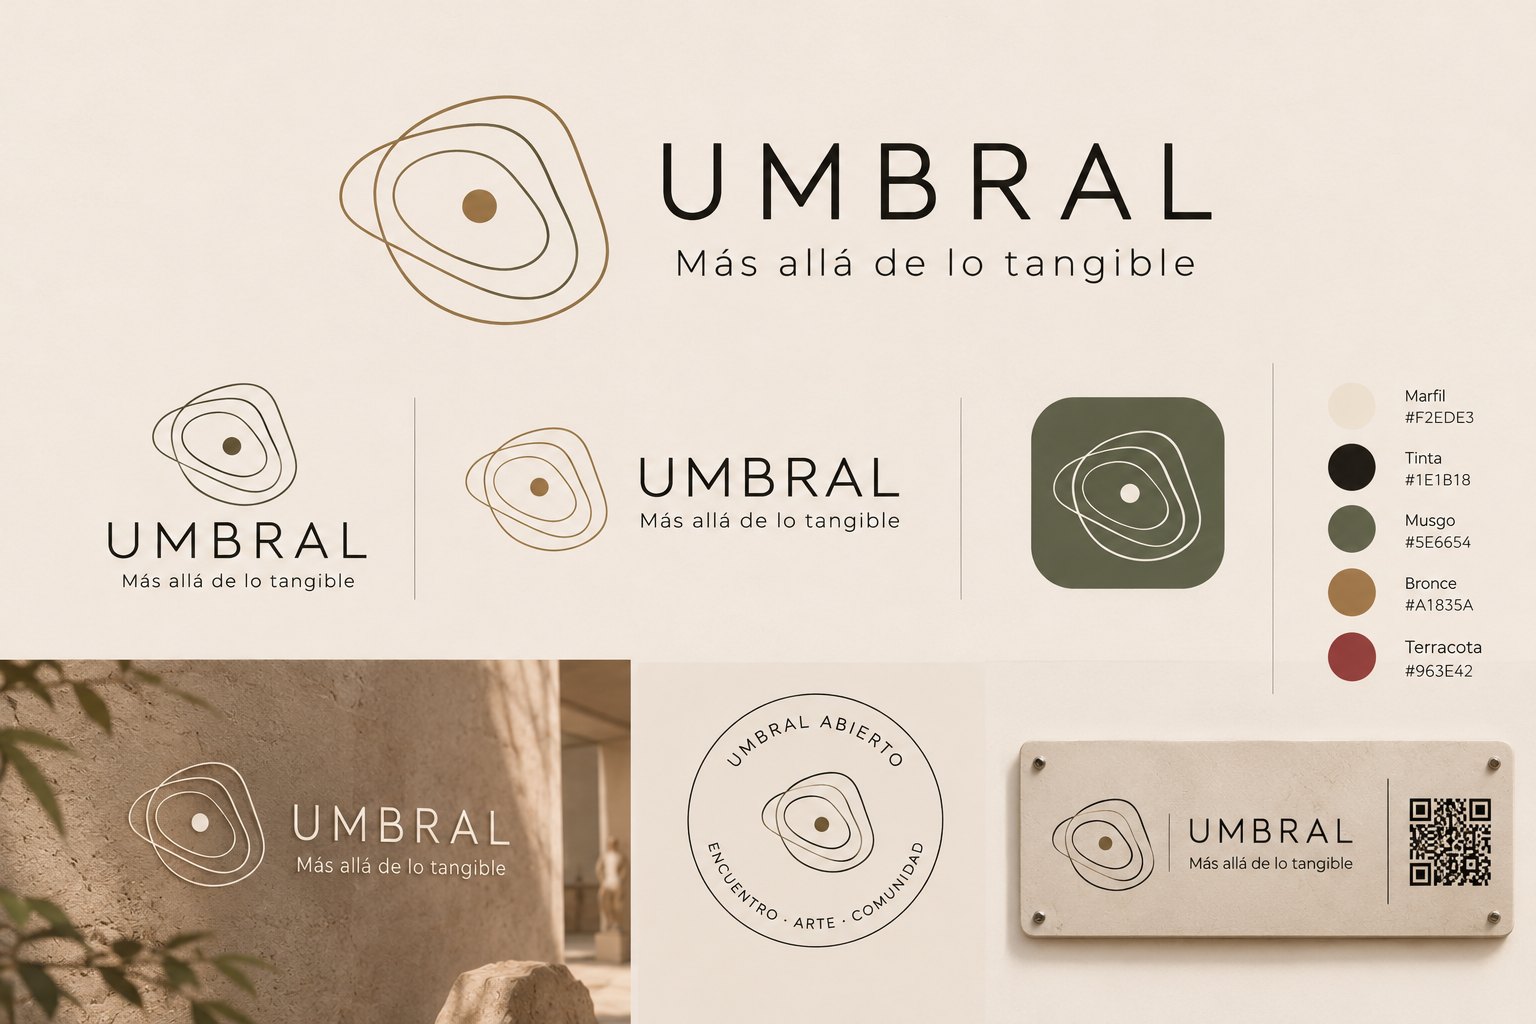 UMBRAL
Más allá de lo tangible
UMBRAL
Más allá de lo tangible
UMBRAL
Más allá de lo tangible
Marfil
#F2EDE3
Tinta
#1E1B18
Musgo
#5E6654
Bronce
#A1835A
Terracota
#963E42
UMBRAL
Más allá de lo tangible
UMBRAL ABIERTO
ENCUENTRO · ARTE · COMUNIDAD
UMBRAL
Más allá de lo tangible